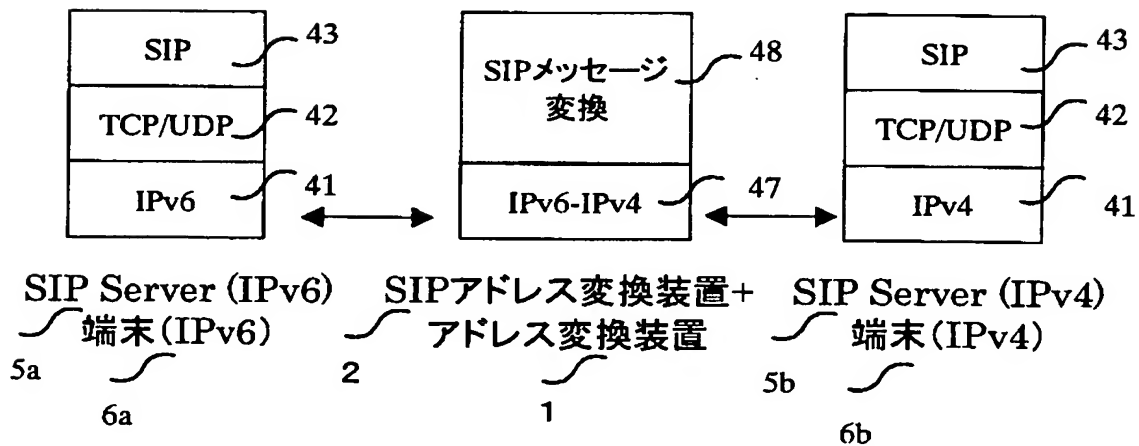 SIP
43
TCP/UDP
42
IPv6
41
SIPメッセージ
変換
48
IPv6-IPv4
47
SIP
43
TCP/UDP
42
IPv4
41
SIP Server (IPv6)
端末(IPv6)
5a
6a
SIPアドレス変換装置+
アドレス変換装置
2
1
SIP Server (IPv4)
端末(IPv4)
5b
6b